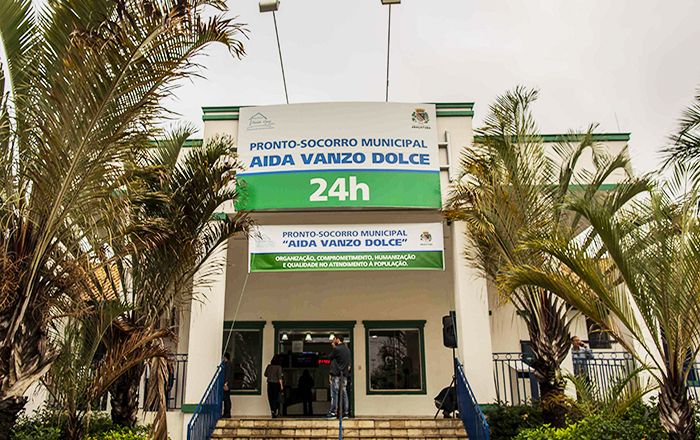 PRONTO-SOCORRO MUNICIPAL
AIDA VANZO DOLCE
24h
PRONTO-SOCORRO MUNICIPAL
"AIDA VANZO DOLCE"
ORGANIZAÇÃO, COMPROMETIMENTO, HUMANIZAÇÃO
E QUALIDADE NO ATENDIMENTO À POPULAÇÃO.